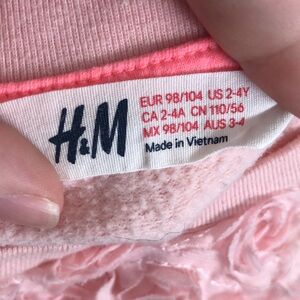 H&M
EUR 98/104 US 2-4Y
CA 2-4A CN 110/56
MX 98/104 AUS 3-4
Made in Vietnam